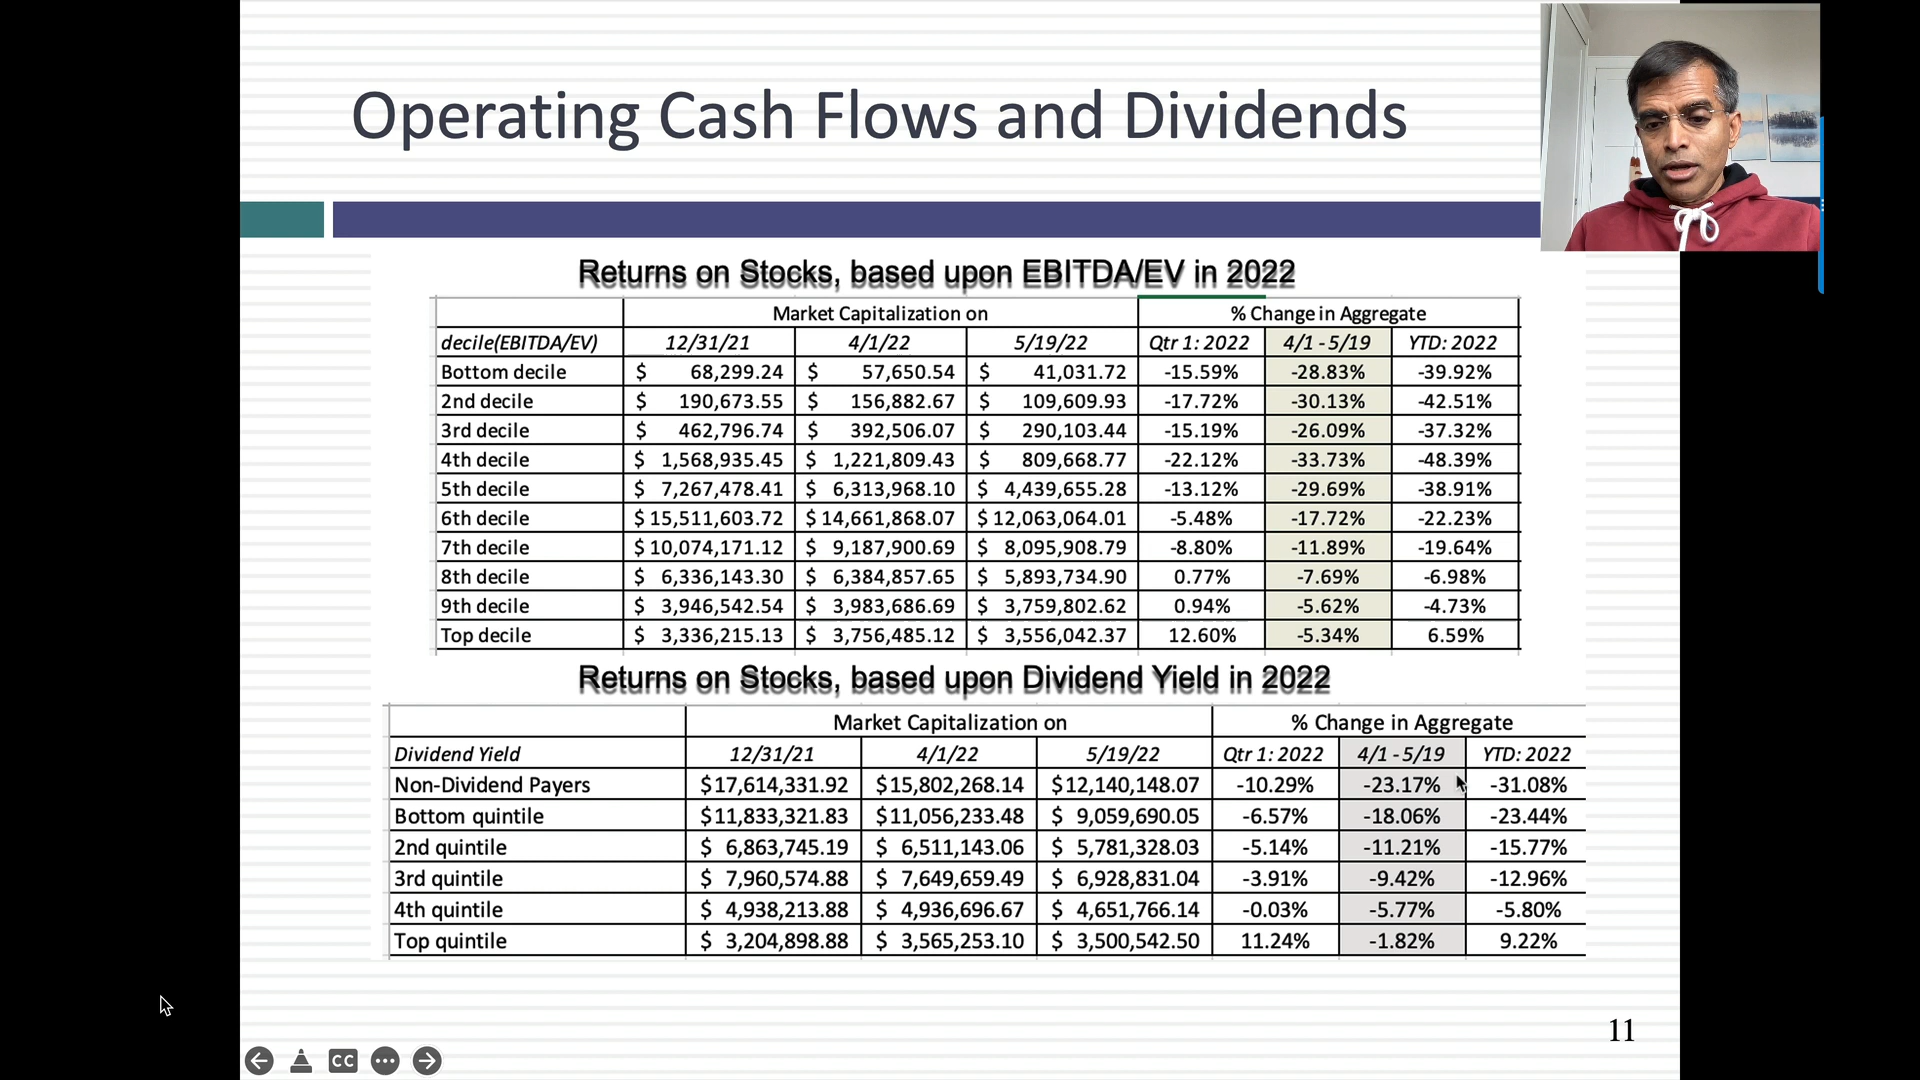 Operating Cash Flows and Dividends
Returns on Stocks, based upon EBITDA/EV in 2022
Market Capitalization on % Change in Aggregate
decile(EBITDA/EV) 12/31/21 4/1/22 5/19/22 Qtr 1: 2022 4/1 - 5/19 YTD: 2022
Bottom decile $ 68,299.24 $ 57,650.54 $ 41,031.72 -15.59% -28.83% -39.92%
2nd decile $ 190,673.55 $ 156,882.67 $ 109,609.93 -17.72% -30.13% -42.51%
3rd decile $ 462,796.74 $ 392,506.07 $ 290,103.44 -15.19% -26.09% -37.32%
4th decile $ 1,568,935.45 $ 1,221,809.43 $ 809,668.77 -22.12% -33.73% -48.39%
5th decile $ 7,267,478.41 $ 6,313,968.10 $ 4,439,655.28 -13.12% -29.69% -38.91%
6th decile $ 15,511,603.72 $ 14,661,868.07 $ 12,063,064.01 -5.48% -17.72% -22.23%
7th decile $ 10,074,171.12 $ 9,187,900.69 $ 8,095,908.79 -8.80% -11.89% -19.64%
8th decile $ 6,336,143.30 $ 6,384,857.65 $ 5,893,734.90 0.77% -7.69% -6.98%
9th decile $ 3,946,542.54 $ 3,983,686.69 $ 3,759,802.62 0.94% -5.62% -4.73%
Top decile $ 3,336,215.13 $ 3,756,485.12 $ 3,556,042.37 12.60% -5.34% 6.59%
Returns on Stocks, based upon Dividend Yield in 2022
Market Capitalization on % Change in Aggregate
Dividend Yield 12/31/21 4/1/22 5/19/22 Qtr 1: 2022 4/1 - 5/19 YTD: 2022
Non-Dividend Payers $17,614,331.92 $15,802,268.14 $12,140,148.07 -10.29% -23.17% -31.08%
Bottom quintile $11,833,321.83 $11,056,233.48 $ 9,059,690.05 -6.57% -18.06% -23.44%
2nd quintile $ 6,863,745.19 $ 6,511,143.06 $ 5,781,328.03 -5.14% -11.21% -15.77%
3rd quintile $ 7,960,574.88 $ 7,649,659.49 $ 6,928,831.04 -3.91% -9.42% -12.96%
4th quintile $ 4,938,213.88 $ 4,936,696.67 $ 4,651,766.14 -0.03% -5.77% -5.80%
Top quintile $ 3,204,898.88 $ 3,565,253.10 $ 3,500,542.50 11.24% -1.82% 9.22%
11
CC